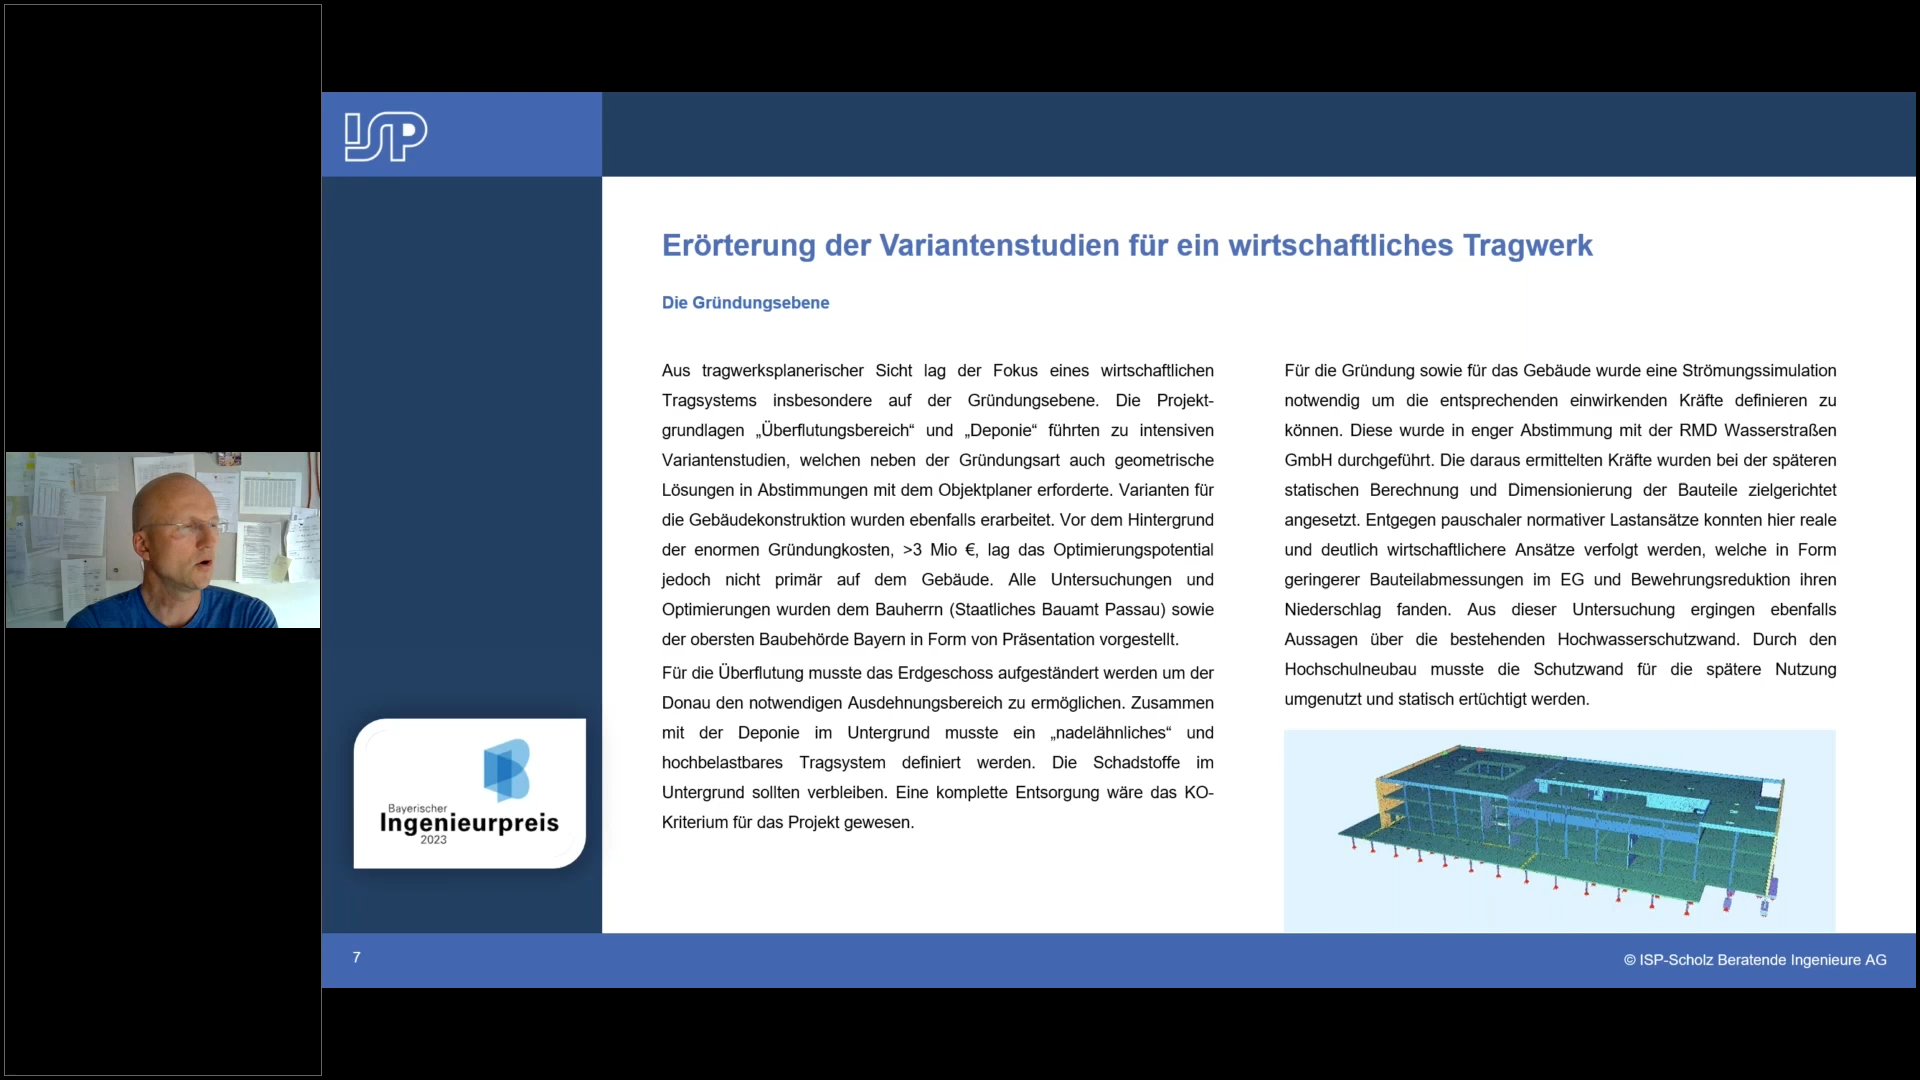 ISP
Erörterung der Variantenstudien für ein wirtschaftliches Tragwerk
Die Gründungsebene
Aus tragwerksplanerischer Sicht lag der Fokus eines wirtschaftlichen
Tragsystems insbesondere auf der Gründungsebene. Die Projekt-
grundlagen „Überflutungsbereich“ und „Deponie“ führten zu intensiven
Variantenstudien, welchen neben der Gründungsart auch geometrische
Lösungen in Abstimmungen mit dem Objektplaner erforderte. Varianten für
die Gebäudekonstruktion wurden ebenfalls erarbeitet. Vor dem Hintergrund
der enormen Gründungkosten, >3 Mio €, lag das Optimierungspotential
jedoch nicht primär auf dem Gebäude. Alle Untersuchungen und
Optimierungen wurden dem Bauherrn (Staatliches Bauamt Passau) sowie
der obersten Baubehörde Bayern in Form von Präsentation vorgestellt.
Für die Überflutung musste das Erdgeschoss aufgeständert werden um der
Donau den notwendigen Ausdehnungsbereich zu ermöglichen. Zusammen
mit der Deponie im Untergrund musste ein „nadelähnliches“ und
hochbelastbares Tragsystem definiert werden. Die Schadstoffe im
Untergrund sollten verbleiben. Eine komplette Entsorgung wäre das KO-
Kriterium für das Projekt gewesen.
Für die Gründung sowie für das Gebäude wurde eine Strömungssimulation
notwendig um die entsprechenden einwirkenden Kräfte definieren zu
können. Diese wurde in enger Abstimmung mit der RMD Wasserstraßen
GmbH durchgeführt. Die daraus ermittelten Kräfte wurden bei der späteren
statischen Berechnung und Dimensionierung der Bauteile zielgerichtet
angesetzt. Entgegen pauschaler normativer Lastansätze konnten hier reale
und deutlich wirtschaftlichere Ansätze verfolgt werden, welche in Form
geringerer Bauteilabmessungen im EG und Bewehrungsreduktion ihren
Niederschlag fanden. Aus dieser Untersuchung ergingen ebenfalls
Aussagen über die bestehenden Hochwasserschutzwand. Durch den
Hochschulneubau musste die Schutzwand für die spätere Nutzung
umgenutzt und statisch ertüchtigt werden.
Bayerischer
Ingenieurpreis
2023
7
© ISP-Scholz Beratende Ingenieure AG